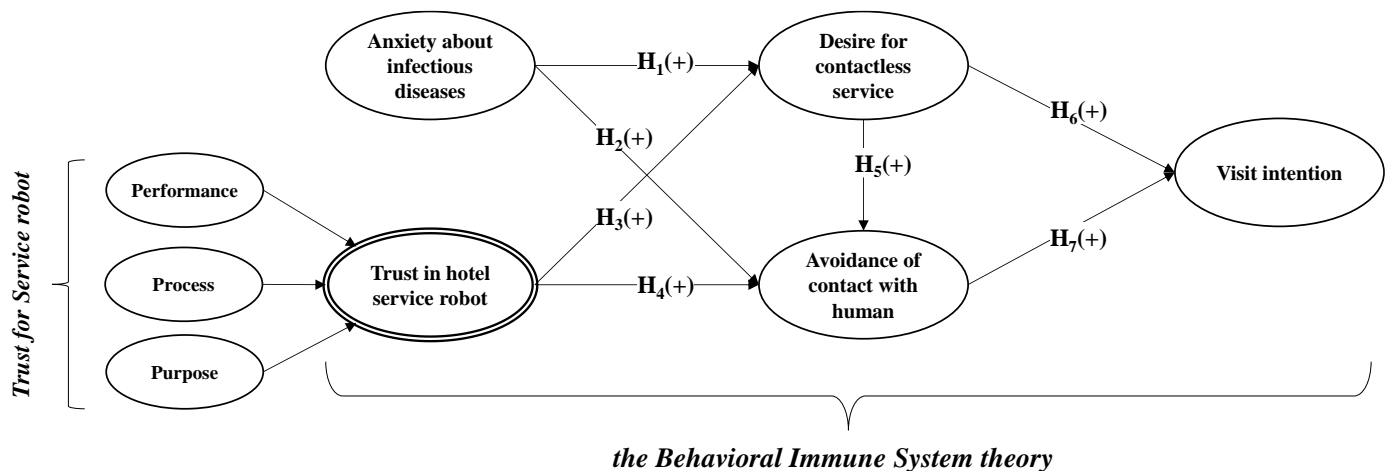 Anxiety about
infectious
diseases
H₁(+)
Desire for
contactless
service
H₂(+)
H₆(+)
H₅(+)
Trust for Service robot
Performance
Process
Purpose
Trust in hotel
service robot
H₃(+)
H₄(+)
Avoidance of
contact with
human
H₇(+)
Visit intention
the Behavioral Immune System theory